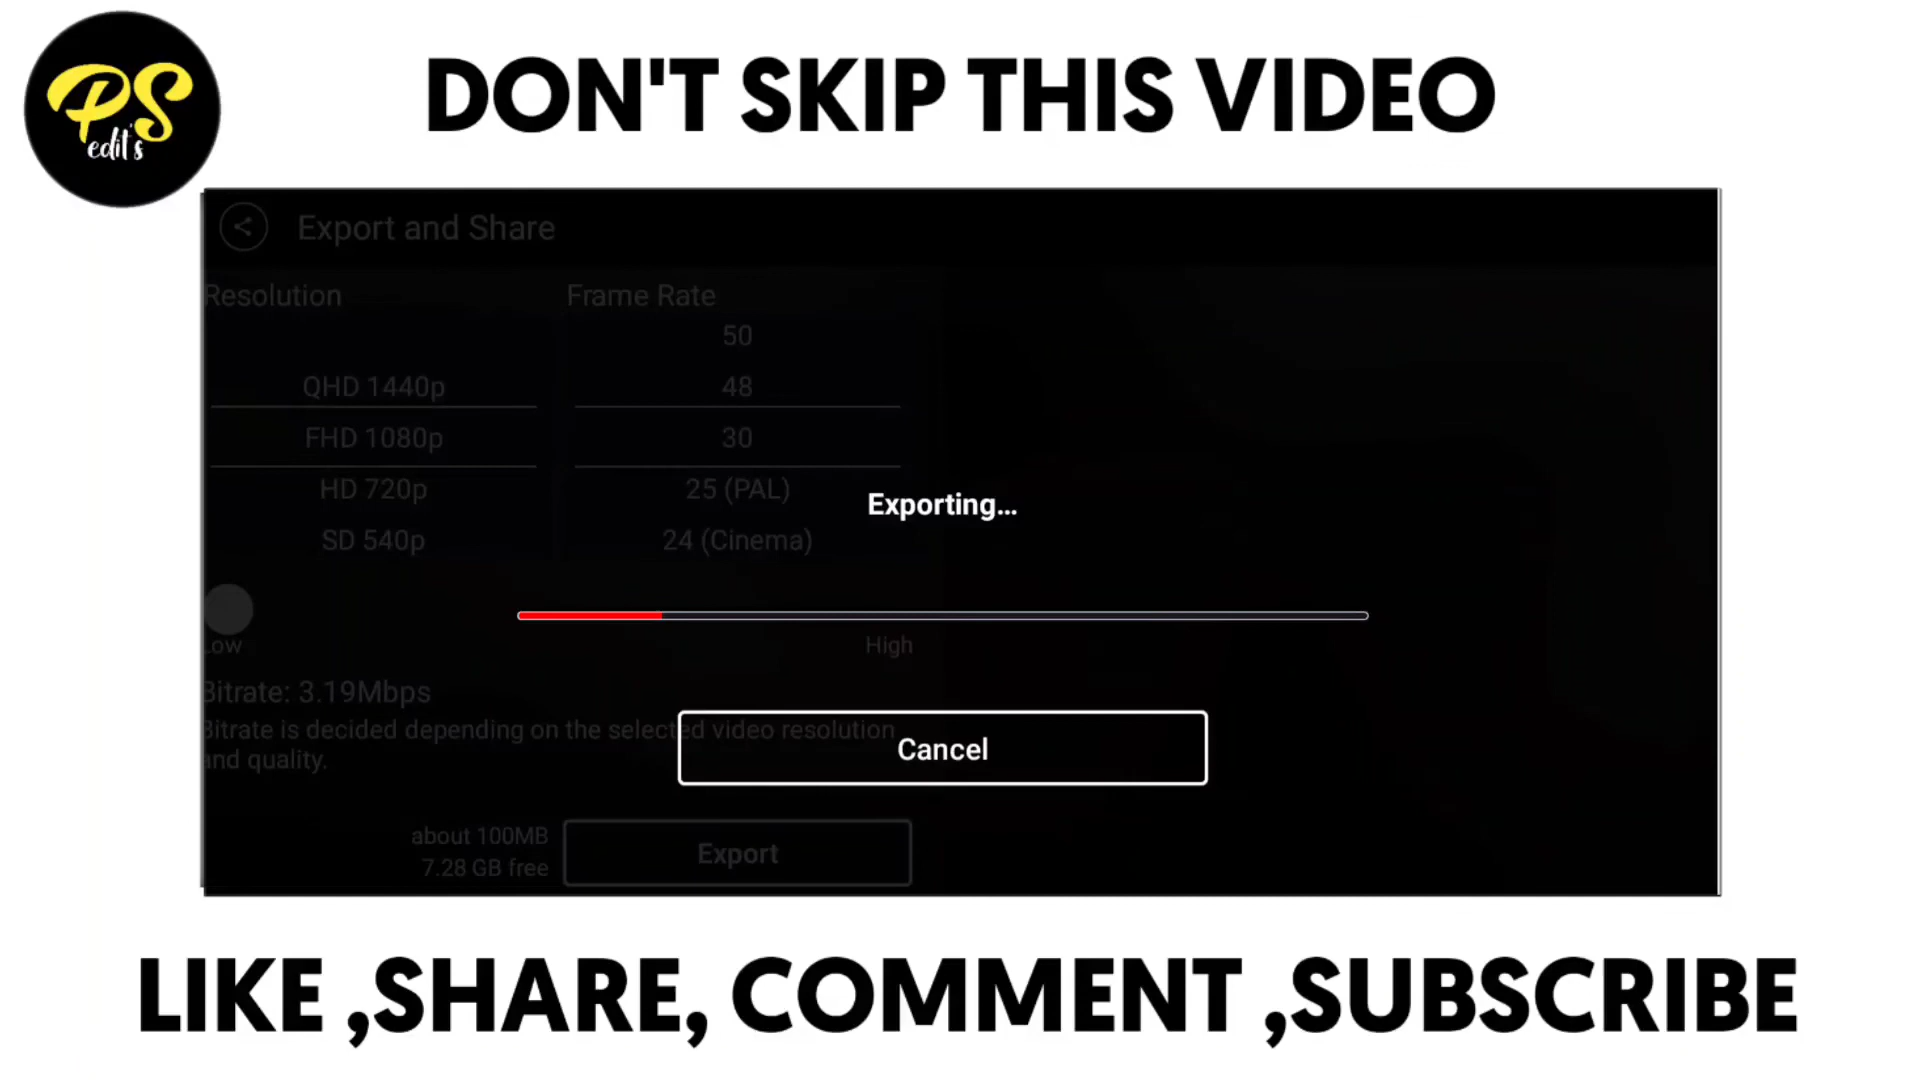 PS
edit's
DON'T SKIP THIS VIDEO
Export and Share
Resolution
Frame Rate
50
QHD 1440p
48
FHD 1080p
30
HD 720p
25 (PAL)
SD 540p
24 (Cinema)
Exporting...
Low
High
Bitrate: 3.19Mbps
Bitrate is decided depending on the selected video resolution
and quality.
Cancel
about 100MB
7.28 GB free
Export
LIKE ,SHARE, COMMENT ,SUBSCRIBE